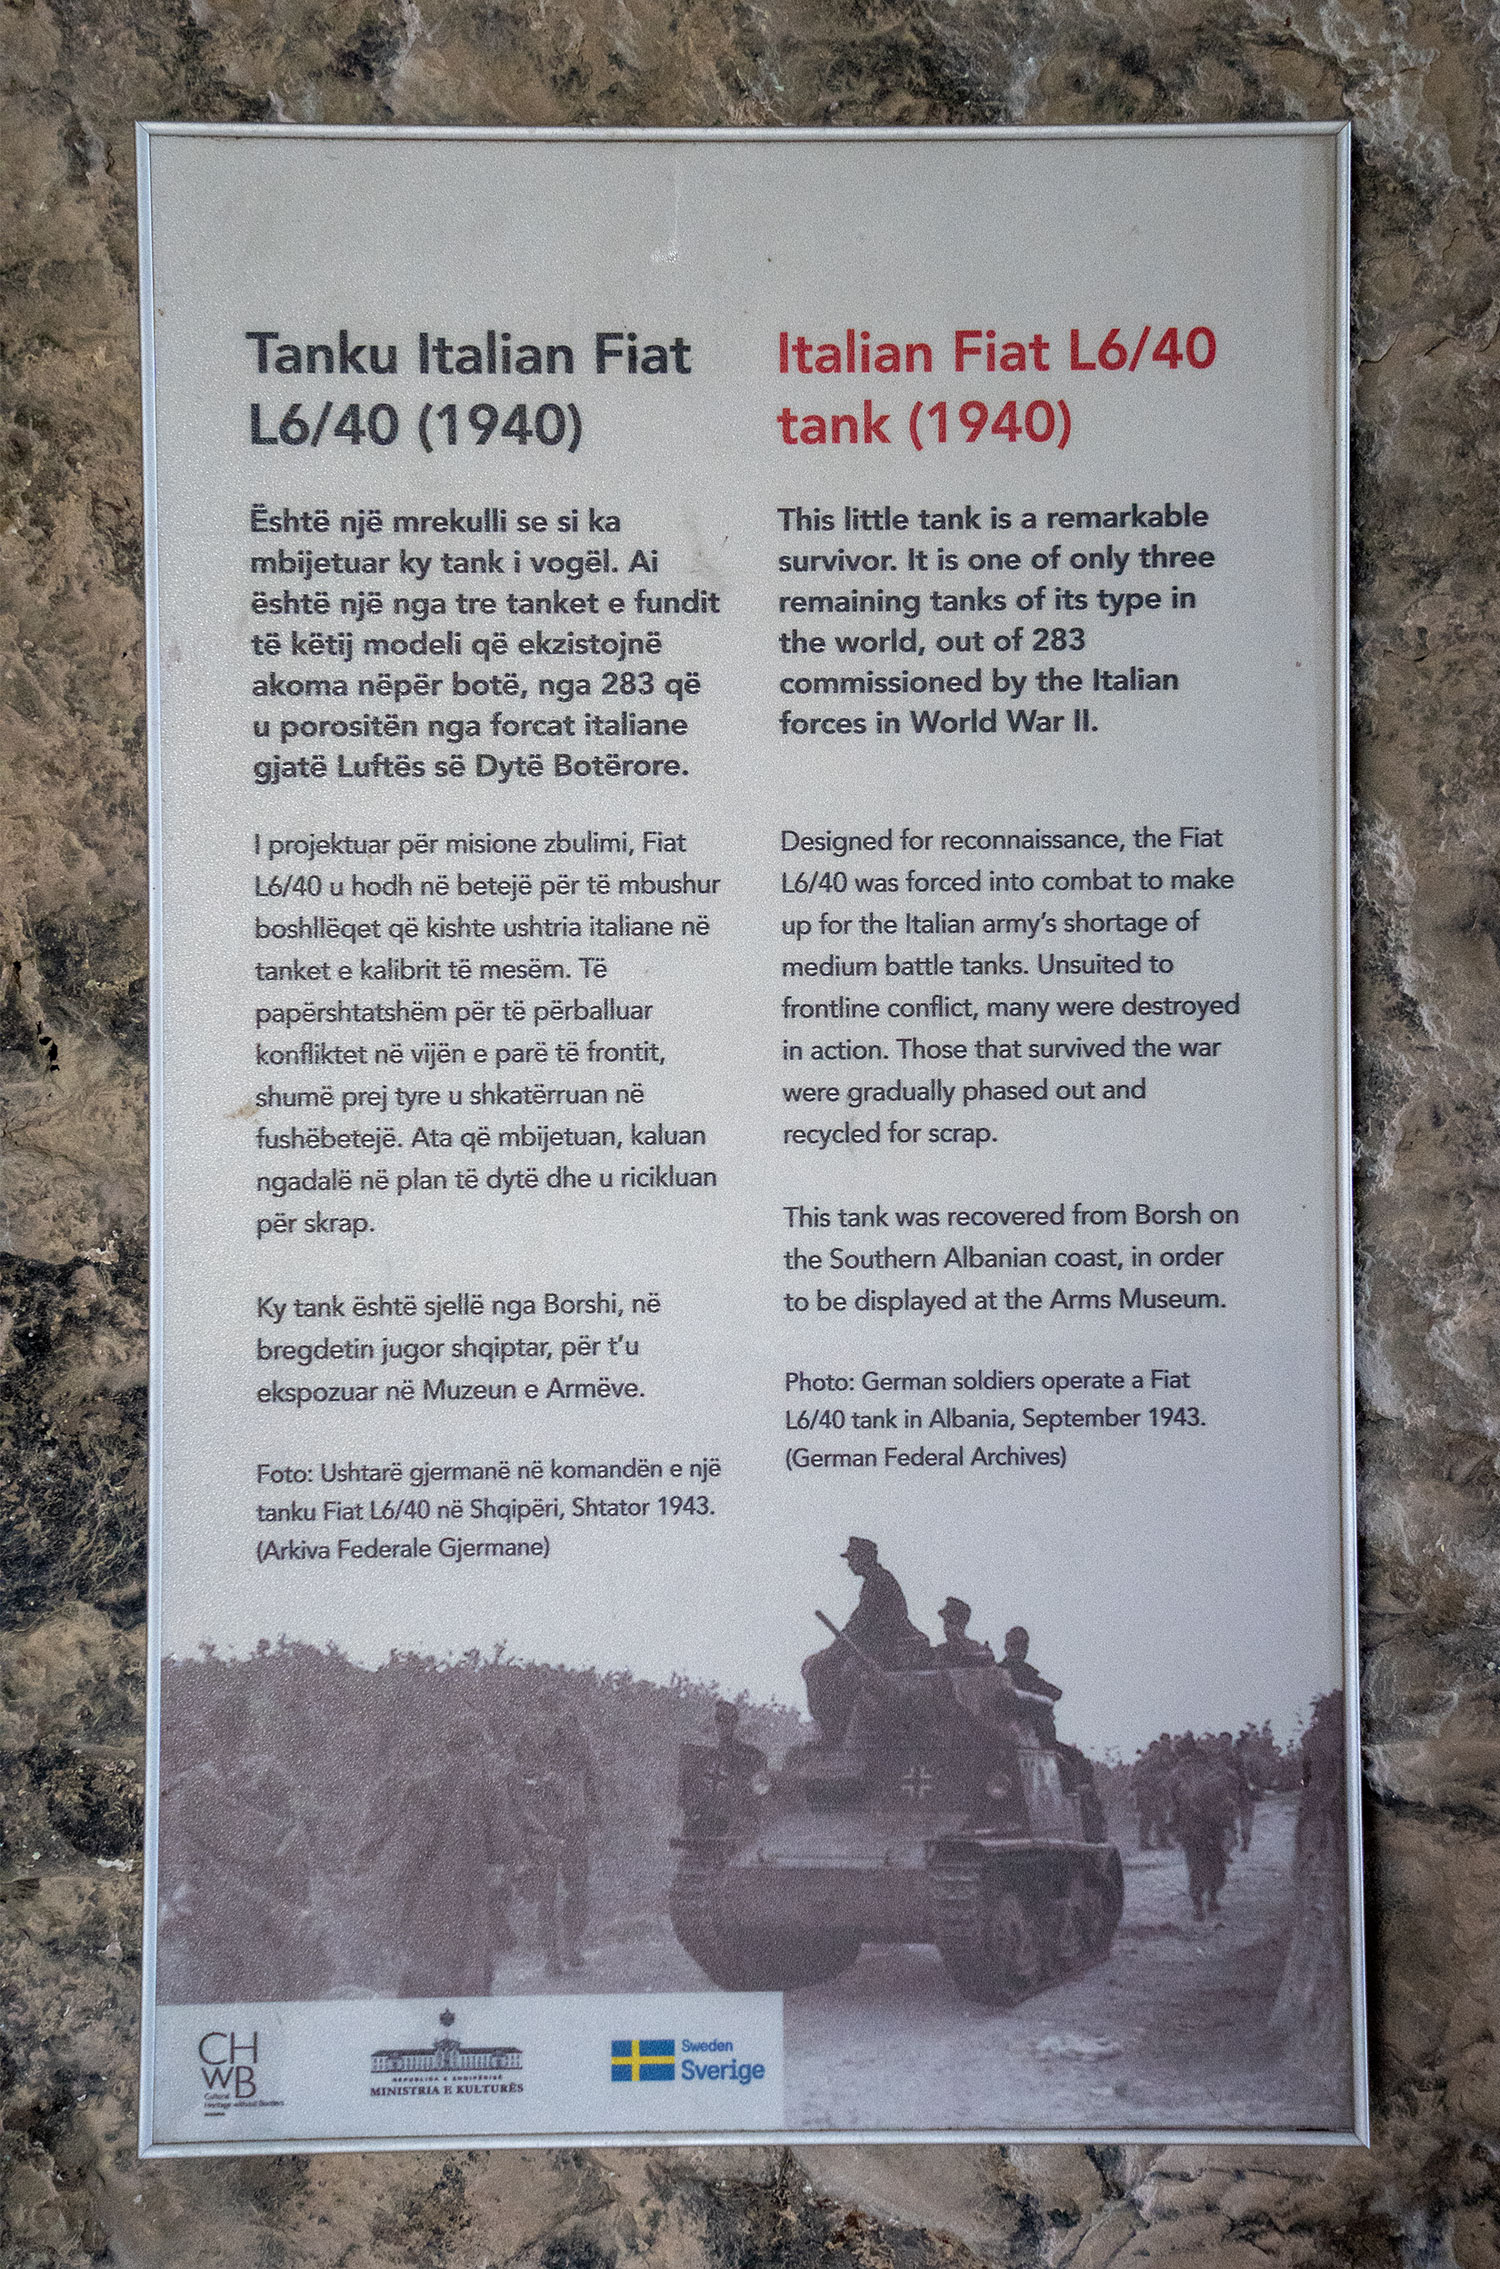 Tanku Italian Fiat
L6/40 (1940)
Është një mrekulli se si ka
mbijetuar ky tank i vogël. Ai
është një nga tre tanket e fundit
të këtij modeli që ekzistojnë
akoma nëpër botë, nga 283 që
u porositën nga forcat italiane
gjatë Luftës së Dytë Botërore.
I projektuar për misione zbulimi, Fiat
L6/40 u hodh në betejë për të mbushur
boshllëqet që kishte ushtria italiane në
tanket e kalibrit të mesëm. Të
papërshtatshëm për të përballuar
konfliktet në vijën e parë të frontit,
shumë prej tyre u shkatërruan në
fushëbetejë. Ata që mbijetuan, kaluan
ngadalë në plan të dytë dhe u ricikluan
për skrap.
Ky tank është sjellë nga Borshi, në
bregdetin jugor shqiptar, për t'u
ekspozuar në Muzeun e Armëve.
Foto: Ushtarë gjermanë në komandën e një
tanku Fiat L6/40 në Shqipëri, Shtator 1943.
(Arkiva Federale Gjermane)
Italian Fiat L6/40
tank (1940)
This little tank is a remarkable
survivor. It is one of only three
remaining tanks of its type in
the world, out of 283
commissioned by the Italian
forces in World War II.
Designed for reconnaissance, the Fiat
L6/40 was forced into combat to make
up for the Italian army's shortage of
medium battle tanks. Unsuited to
frontline conflict, many were destroyed
in action. Those that survived the war
were gradually phased out and
recycled for scrap.
This tank was recovered from Borsh on
the Southern Albanian coast, in order
to be displayed at the Arms Museum.
Photo: German soldiers operate a Fiat
L6/40 tank in Albania, September 1943.
(German Federal Archives)
CH
WB
Cultural
Heritage without Borders
REPUBLIKA E SHQIPËRISË
MINISTRIA E KULTURËS
Sweden
Sverige